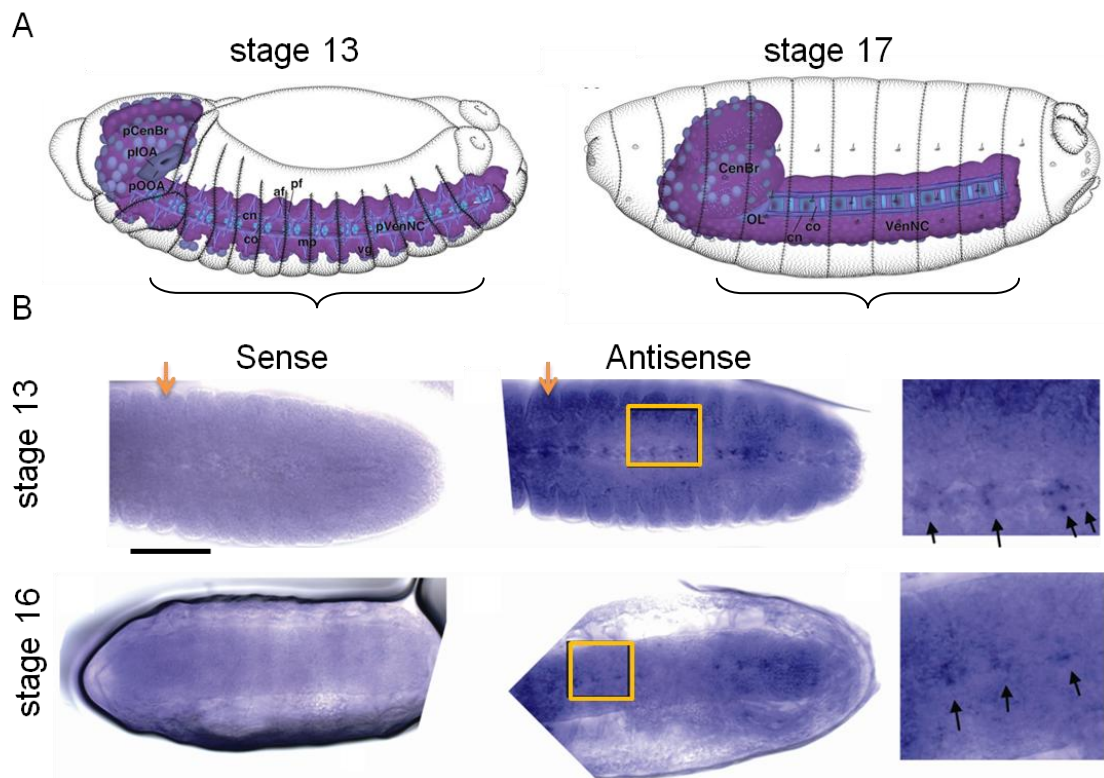 A
stage 13
stage 17
pCenBr
pIOA
pOOA
af
pf
cn
co
mp
pVenNC
vg
CenBr
OL
cn
co
VenNC
B
Sense
Antisense
stage 13
stage 16